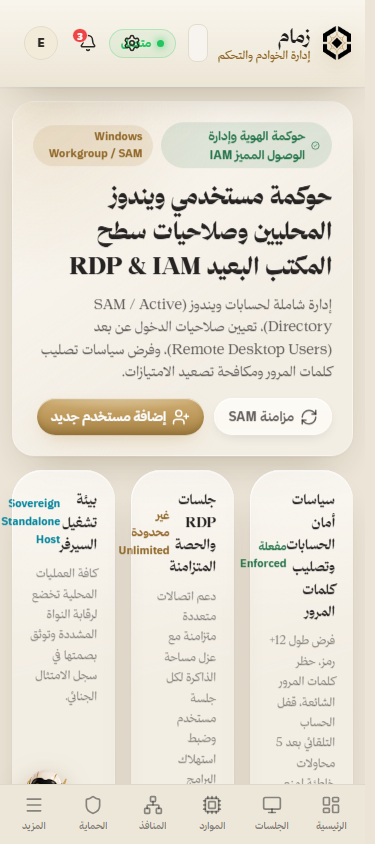 زمام
إدارة الخوادم والتحكم
3
E
حوكمة الهوية وإدارة
الوصول المميز IAM
Windows
Workgroup / SAM
حوكمة مستخدمي ويندوز
المحليين وصلاحيات سطح
المكتب البعيد RDP & IAM
إدارة شاملة لحسابات ويندوز (SAM / Active
Directory)، تعيين صلاحيات الدخول عن بعد
(Remote Desktop Users)، وفرض سياسات تصليب
كلمات المرور ومكافحة تصعيد الامتيازات.
مزامنة SAM
إضافة مستخدم جديد
سياسات
أمان
الحسابات
وتصليب
كلمات
المرور
مفعلة
Enforced
فرض طول 12+
رمز، حظر
كلمات المرور
الشائعة، قفل
الحساب
التلقائي بعد 5
محاولات
جلسات
RDP
والحصة
المتزامنة
غير
محدودة
Unlimited
دعم اتصالات
متعددة
متزامنة مع
عزل مساحة
الذاكرة لكل
جلسة
مستخدم
وضبط
استهلاك
البرامج
بيئة
تشغيل
السيرفر
Sovereign
Standalone
Host
كافة العمليات
المحلية تخضع
لرقابة النواة
المشددة وتوثق
بصمتها في
سجل الامتثال
الجنائي.
الرئيسية
الجلسات
الموارد
المنافذ
الحماية
المزيد